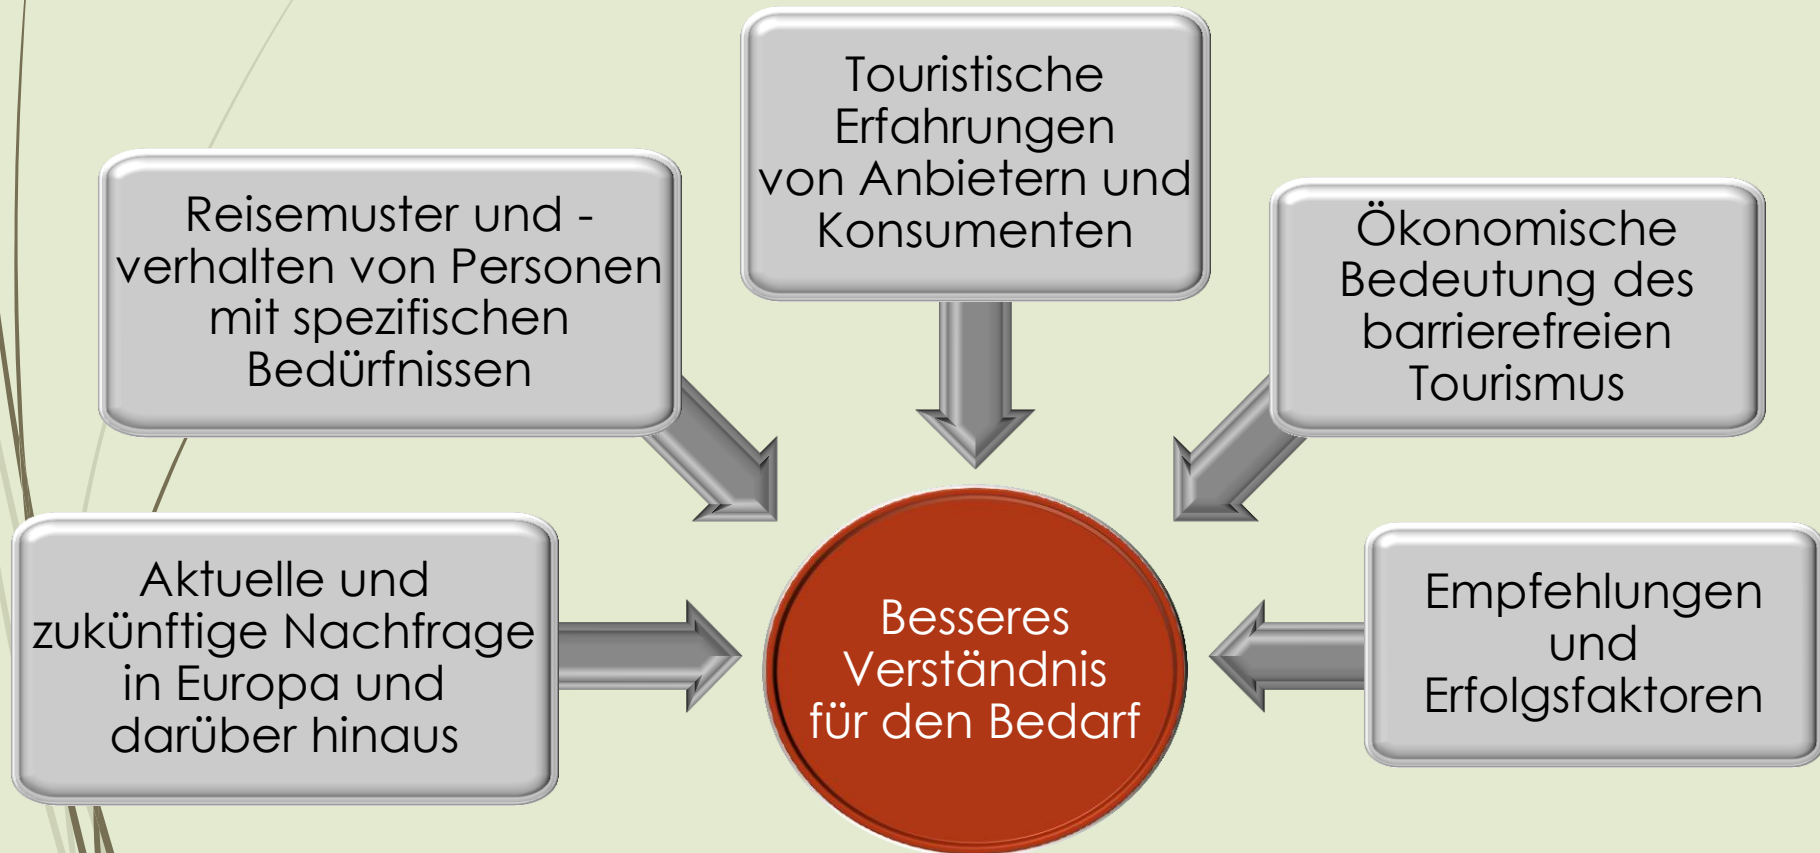 Touristische
Erfahrungen
von Anbietern und
Konsumenten
Reisemuster und -
verhalten von Personen
mit spezifischen
Bedürfnissen
Ökonomische
Bedeutung des
barrierefreien
Tourismus
Aktuelle und
zukünftige Nachfrage
in Europa und
darüber hinaus
Besseres
Verständnis
für den Bedarf
Empfehlungen
und
Erfolgsfaktoren